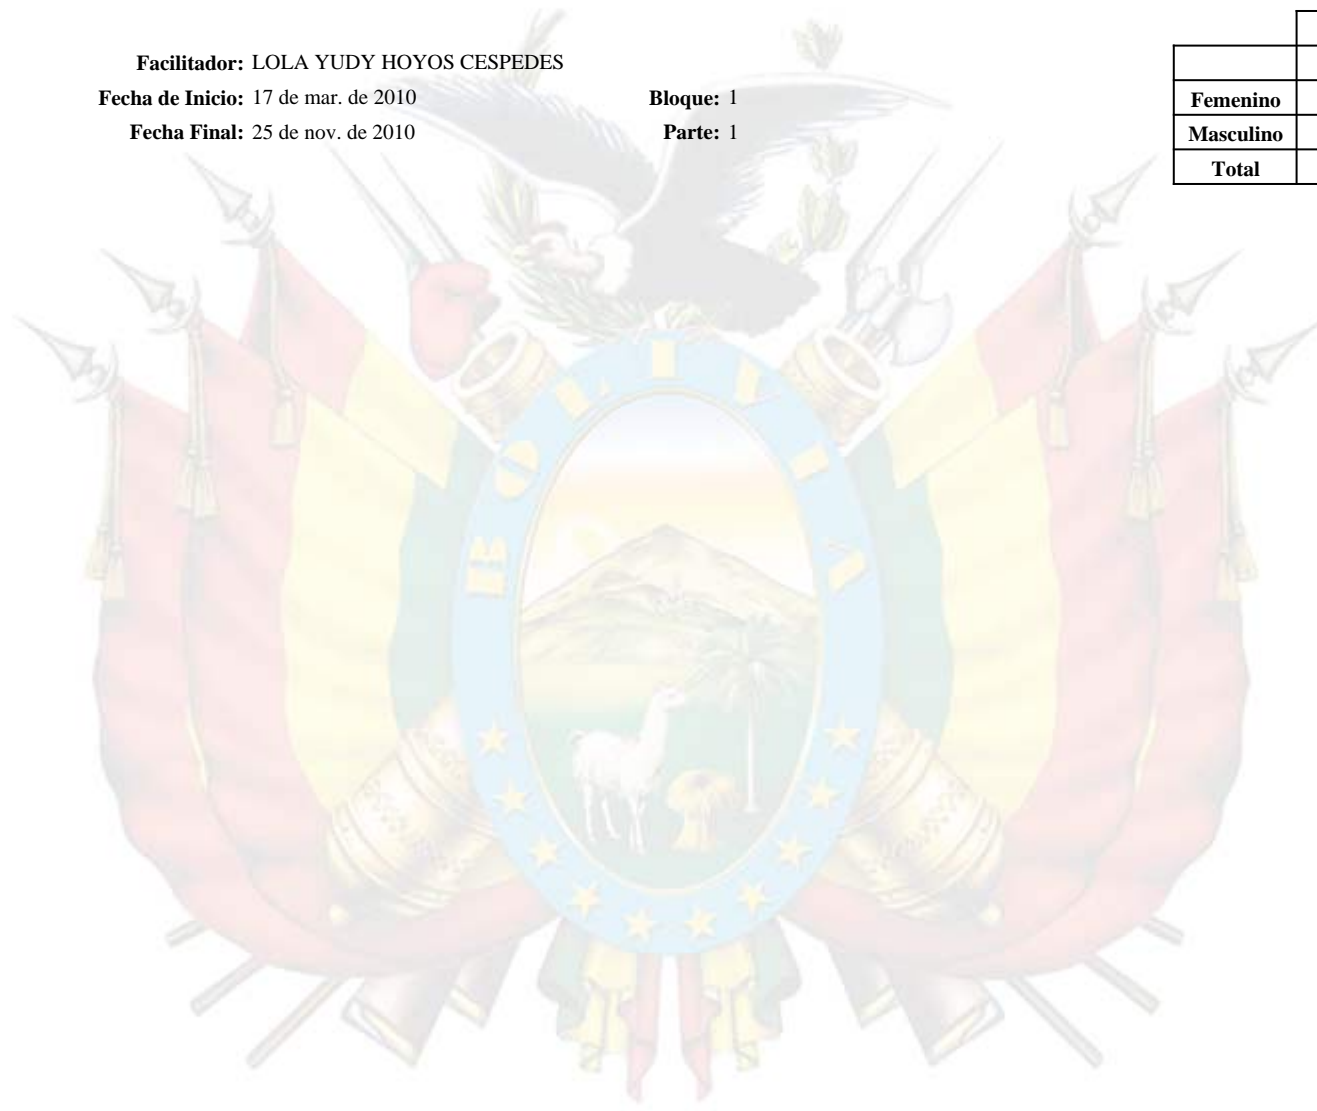 Facilitador: LOLA YUDY HOYOS CESPEDES
Fecha de Inicio: 17 de mar. de 2010 Bloque: 1
Fecha Final: 25 de nov. de 2010 Parte: 1
Femenino
Masculino
Total
BOLIVIA